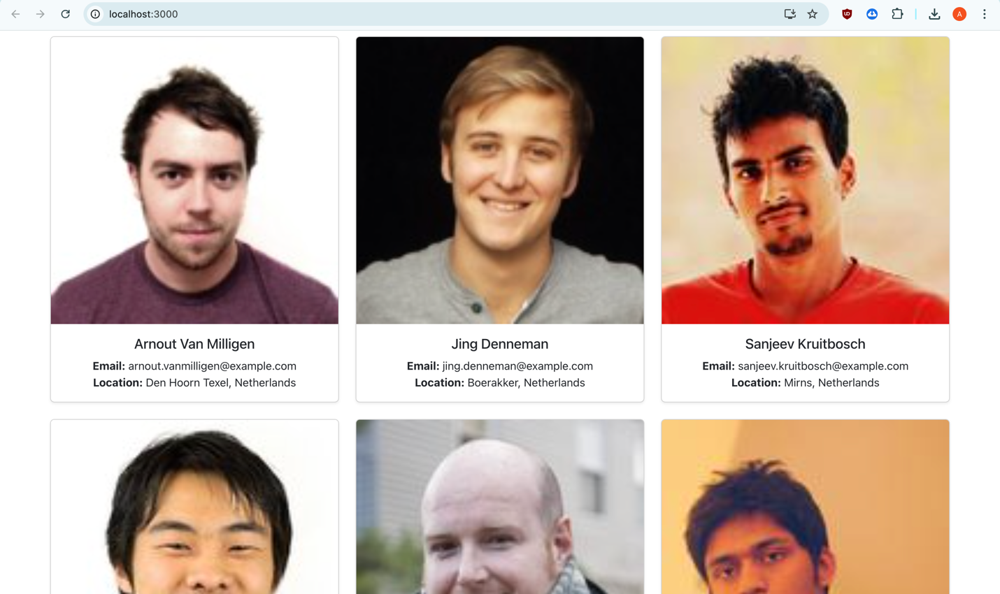 localhost:3000
A
Arnout Van Milligen
Email: arnout.vanmilligen@example.com
Location: Den Hoorn Texel, Netherlands
Jing Denneman
Email: jing.denneman@example.com
Location: Boerakker, Netherlands
Sanjeev Kruitbosch
Email: sanjeev.kruitbosch@example.com
Location: Mirns, Netherlands